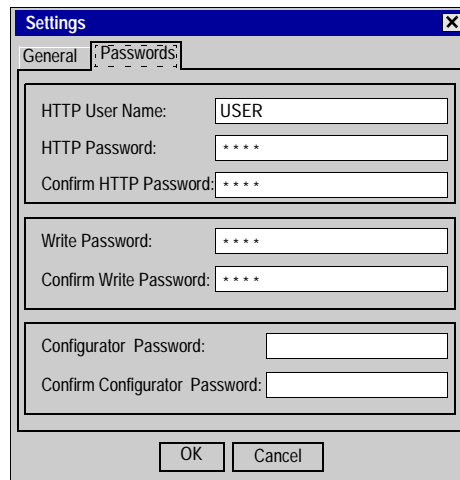 Settings
General Passwords
HTTP User Name: USER
HTTP Password: ****
Confirm HTTP Password: ****
Write Password: ****
Confirm Write Password: ****
Configurator Password:
Confirm Configurator Password:
OK Cancel